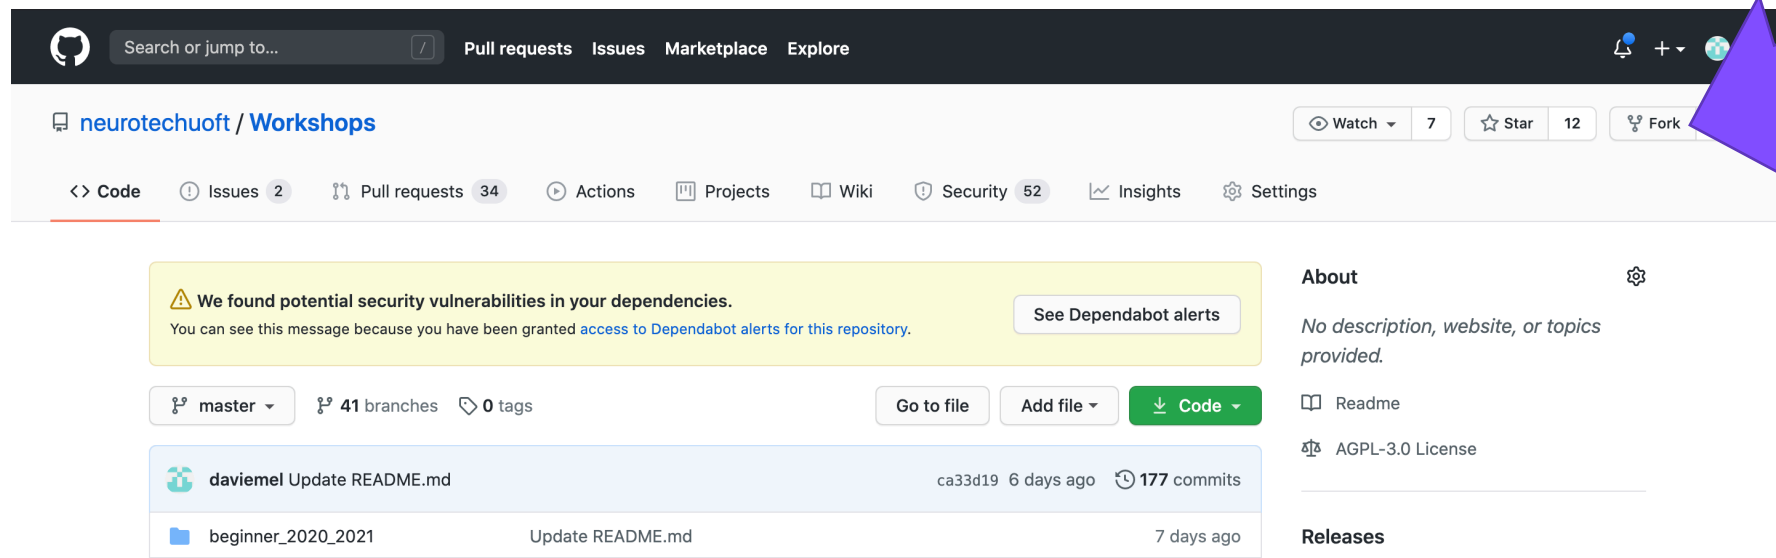 Search or jump to... / Pull requests Issues Marketplace Explore
neurotechuoft / Workshops Watch 7 Star 12 Fork
Code Issues 2 Pull requests 34 Actions Projects Wiki Security 52 Insights Settings
We found potential security vulnerabilities in your dependencies.
You can see this message because you have been granted access to Dependabot alerts for this repository.
See Dependabot alerts
master 41 branches 0 tags Go to file Add file Code
daviemel Update README.md ca33d19 6 days ago 177 commits
beginner_2020_2021 Update README.md 7 days ago
About
No description, website, or topics
provided.
Readme
AGPL-3.0 License
Releases